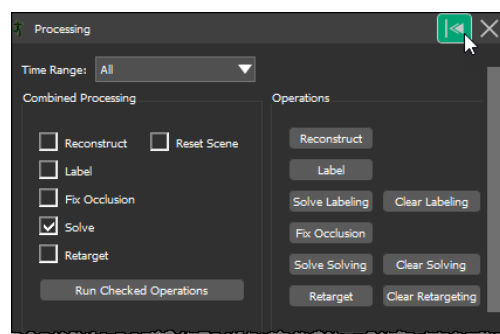 Processing
Time Range: All
Combined Processing
Reconstruct
Reset Scene
Label
Fix Occlusion
Solve
Retarget
Run Checked Operations
Operations
Reconstruct
Label
Solve Labeling
Clear Labeling
Fix Occlusion
Solve Solving
Clear Solving
Retarget
Clear Retargeting